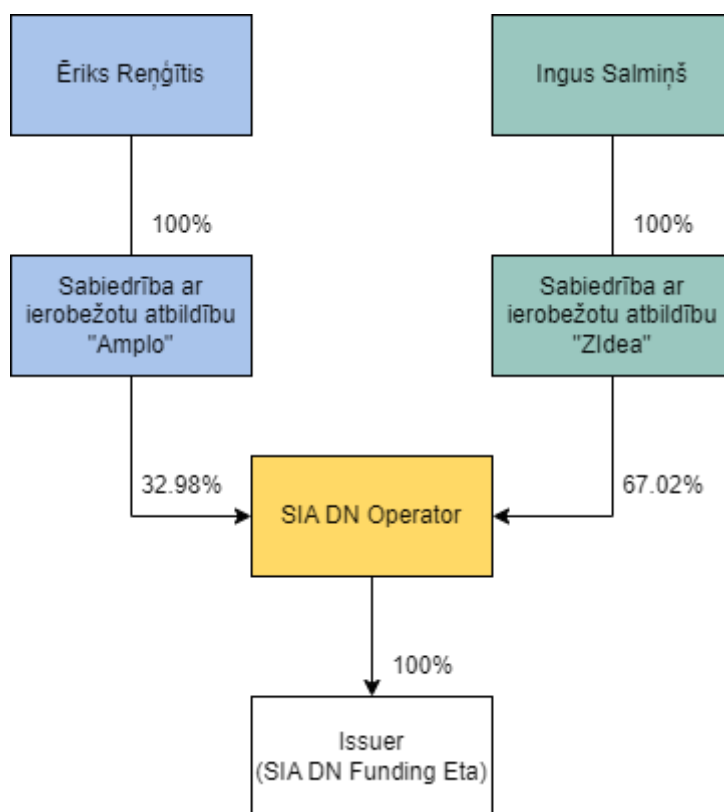 Ēriks Reņģītis
Ingus Salmiņš
100%
100%
Sabiedrība ar
ierobežotu atbildību
"Amplo"
Sabiedrība ar
ierobežotu atbildību
"ZIdea"
32.98%
67.02%
SIA DN Operator
100%
Issuer
(SIA DN Funding Eta)